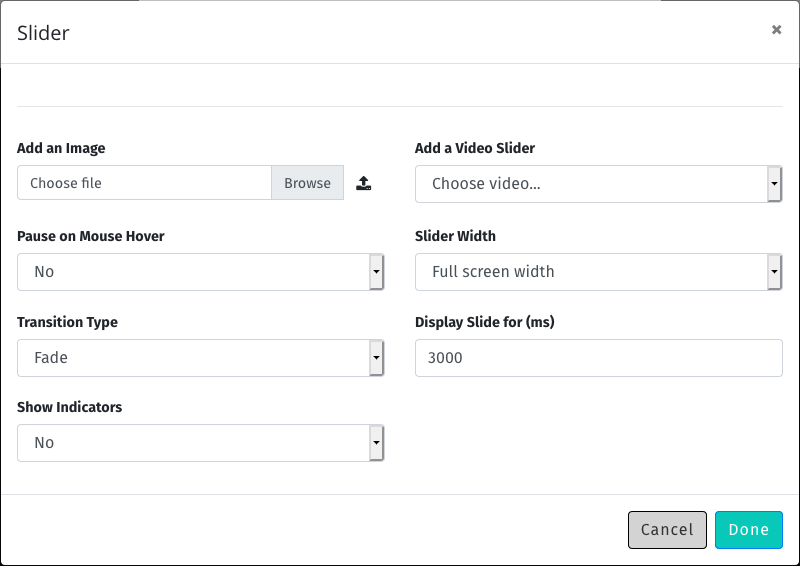 Slider
×
Add an Image
Add a Video Slider
Choose file
Browse
Choose video...
Pause on Mouse Hover
Slider Width
No
Full screen width
Transition Type
Display Slide for (ms)
Fade
3000
Show Indicators
No
Cancel
Done